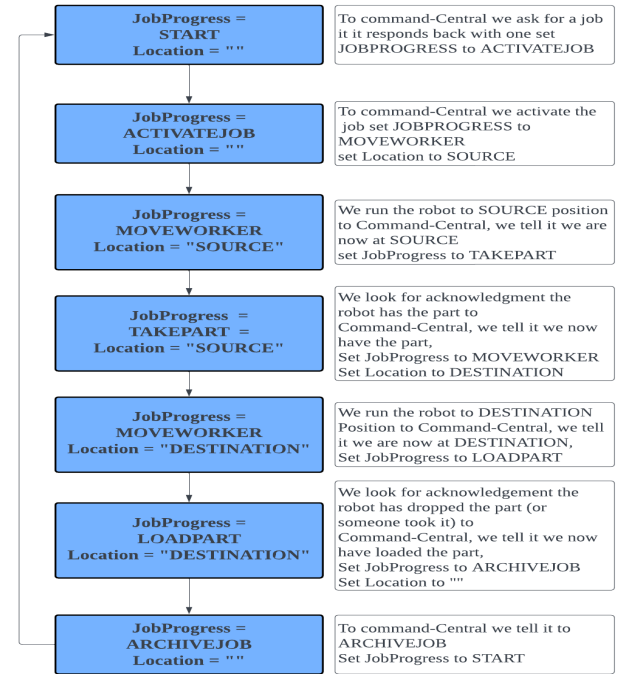 JobProgress =
START
Location = ""
To command-Central we ask for a job
it it responds back with one set
JOBPROGRESS to ACTIVATEJOB
JobProgress =
ACTIVATEJOB
Location = ""
To command-Central we activate the
job set JOBPROGRESS to
MOVEWORKER
set Location to SOURCE
JobProgress =
MOVEWORKER
Location = "SOURCE"
We run the robot to SOURCE position
to Command-Central, we tell it we are
now at SOURCE
set JobProgress to TAKEPART
JobProgress =
TAKEPART =
Location = "SOURCE"
We look for acknowledgment the
robot has the part to
Command-Central, we tell it we now
have the part,
Set JobProgress to MOVEWORKER
Set Location to DESTINATION
JobProgress =
MOVEWORKER
Location = "DESTINATION"
We run the robot to DESTINATION
Position to Command-Central, we tell
it we are now at DESTINATION,
Set JobProgress to LOADPART
JobProgress =
LOADPART
Location = "DESTINATION"
We look for acknowledgement the
robot has dropped the part (or
someone took it) to
Command-Central, we tell it we now
have loaded the part,
Set JobProgress to ARCHIVEJOB
Set Location to ""
JobProgress =
ARCHIVEJOB
Location = ""
To command-Central we tell it to
ARCHIVEJOB
Set JobProgress to START